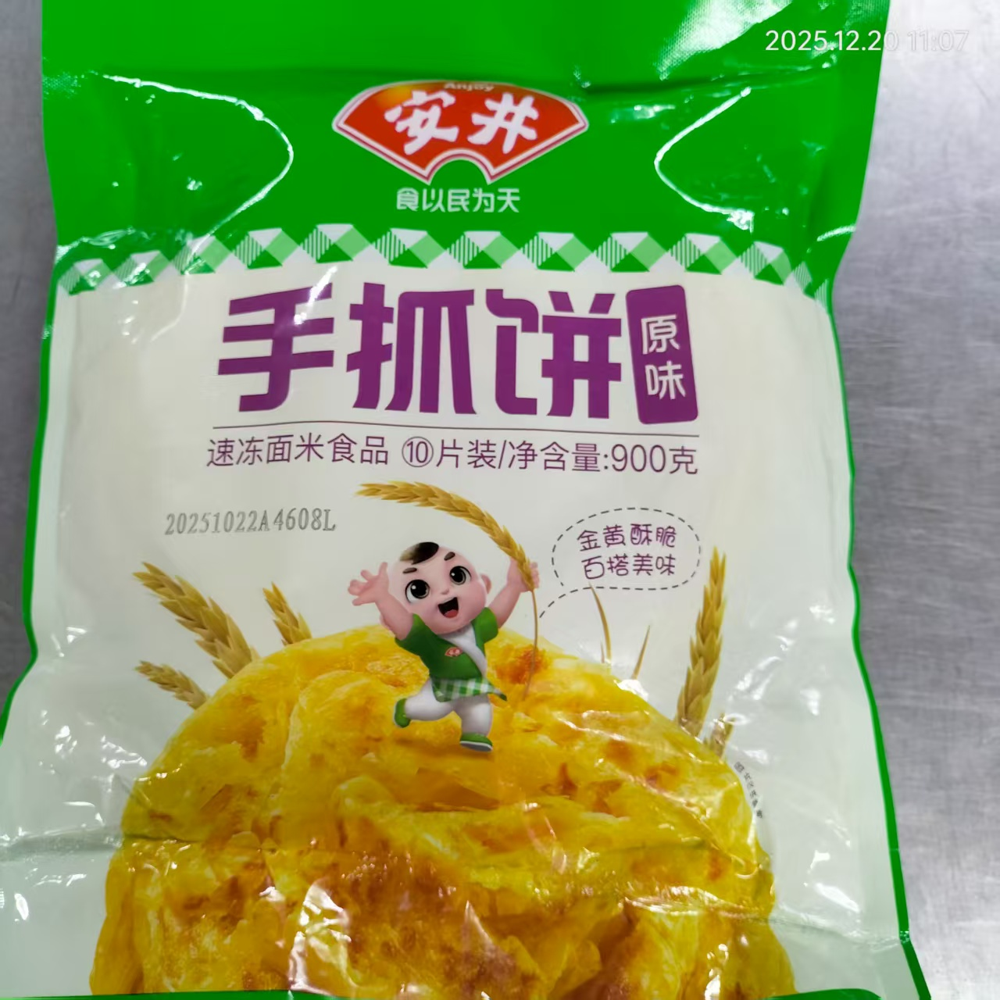 2025.12.20 11:07
Anjoy
安井
食以民为天
手抓饼
原味
速冻面米食品 ⑩片装/净含量:900克
20251022A4608L
金黄酥脆
百搭美味